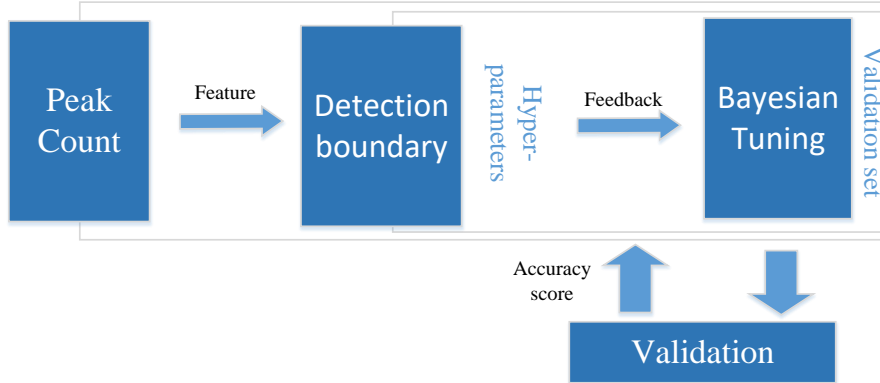 Peak
Count
Feature
Detection
boundary
Hyper-
parameters
Feedback
Bayesian
Tuning
Validation set
Accuracy
score
Validation